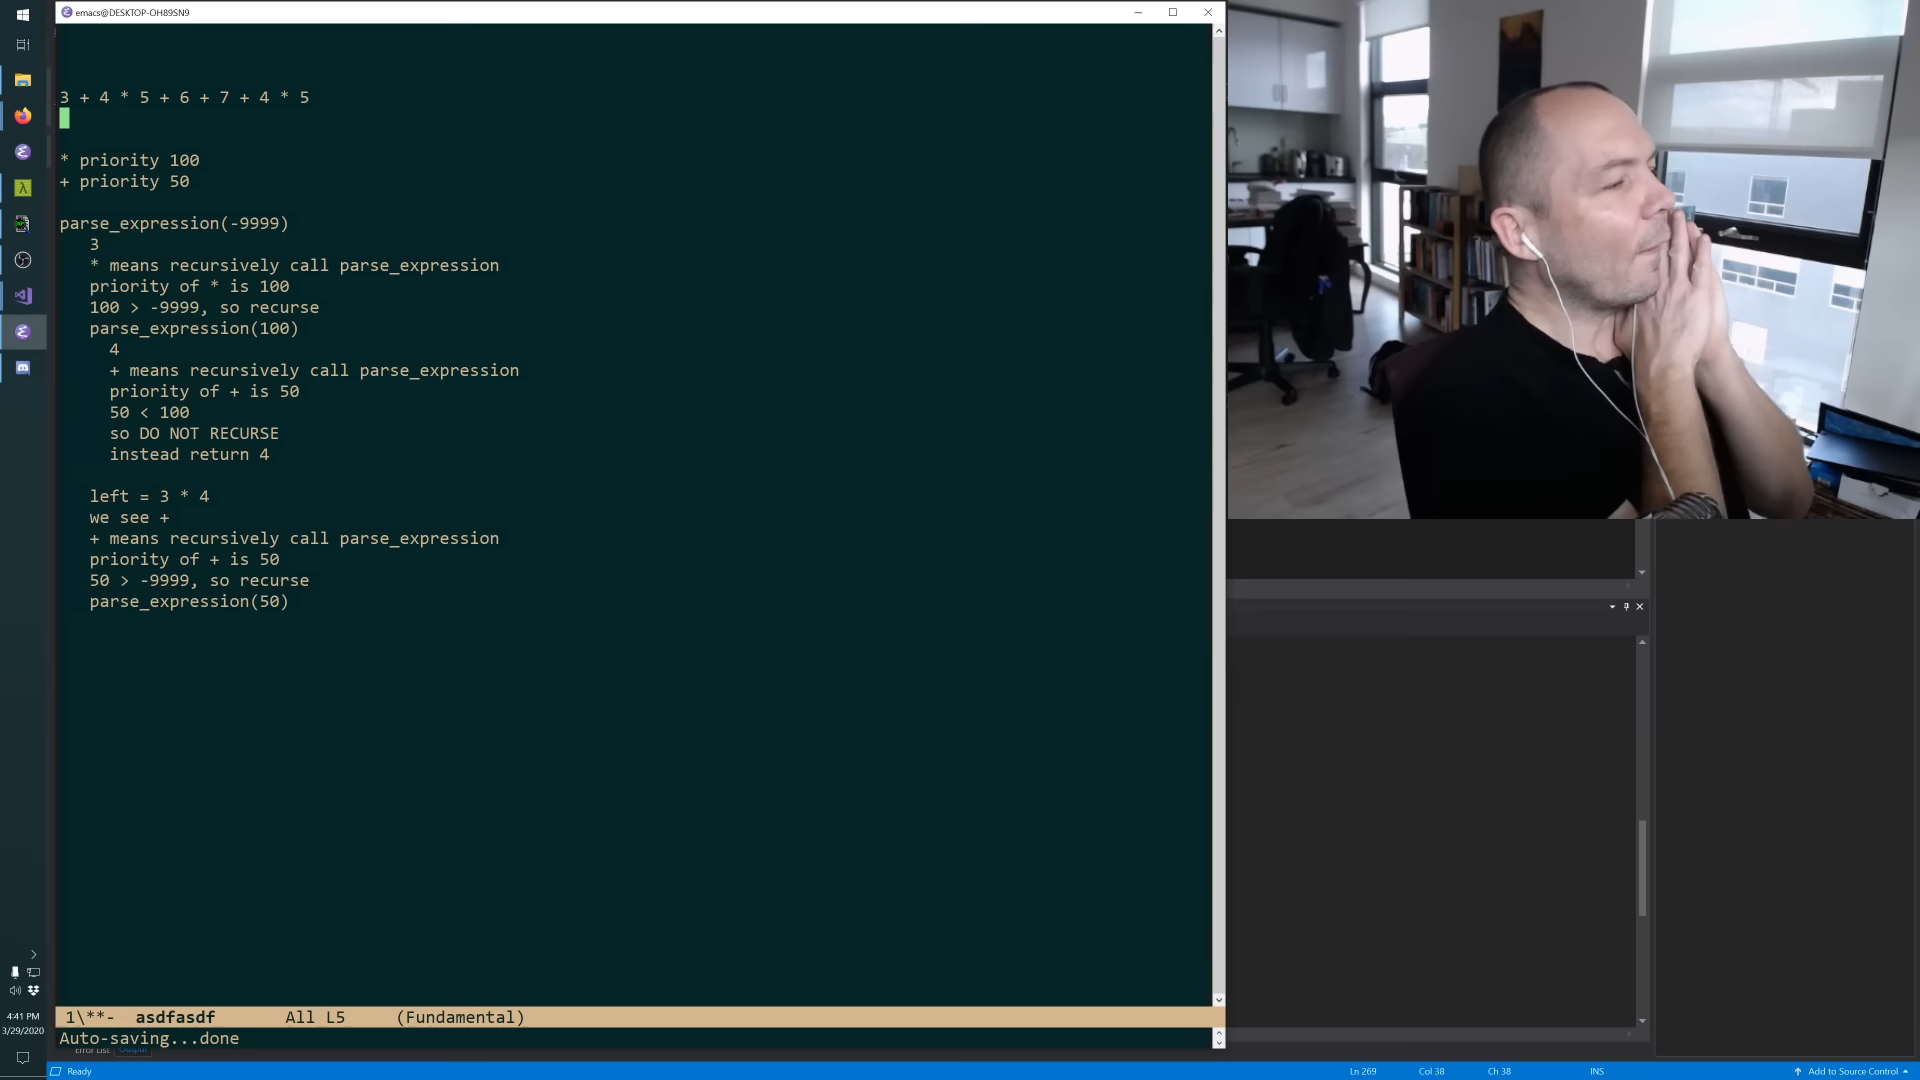 emacs@DESKTOP-OH89SN9
3 + 4 * 5 + 6 + 7 + 4 * 5
* priority 100
+ priority 50
parse_expression(-9999)
3
* means recursively call parse_expression
priority of * is 100
100 > -9999, so recurse
parse_expression(100)
4
+ means recursively call parse_expression
priority of + is 50
50 < 100
so DO NOT RECURSE
instead return 4
left = 3 * 4
we see +
+ means recursively call parse_expression
priority of + is 50
50 > -9999, so recurse
parse_expression(50)
1\**-  asdfasdf  All L5  (Fundamental)
Auto-saving...done
Error List  Output
4:41 PM
3/29/2020
Ready  Ln 269  Col 38  Ch 38  INS  Add to Source Control